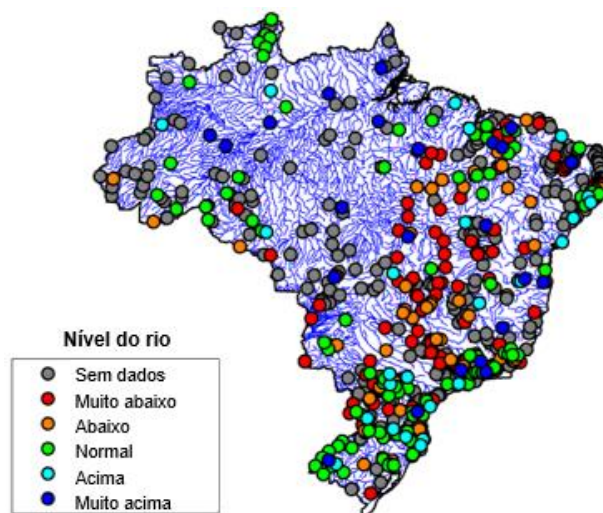 Nível do rio
Sem dados
Muito abaixo
Abaixo
Normal
Acima
Muito acima